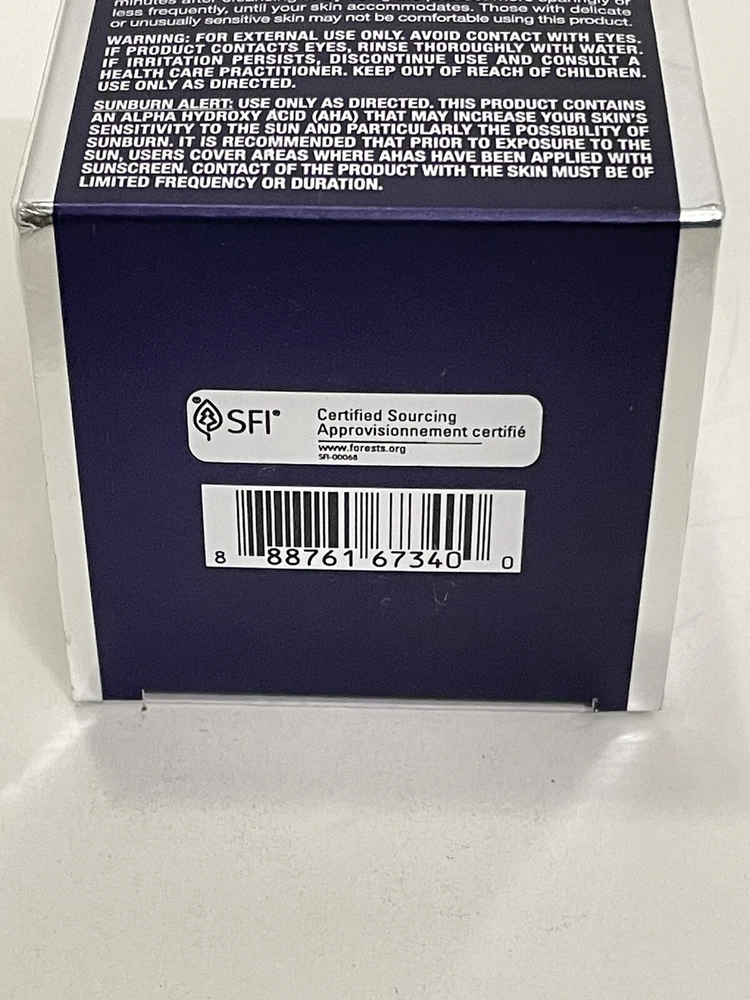 minutes after cleansing
less frequently, until your skin accommodates. Those with delicate
or unusually sensitive skin may not be comfortable using this product.
WARNING: FOR EXTERNAL USE ONLY. AVOID CONTACT WITH EYES.
IF PRODUCT CONTACTS EYES, RINSE THOROUGHLY WITH WATER.
IF IRRITATION PERSISTS, DISCONTINUE USE AND CONSULT A
HEALTH CARE PRACTITIONER. KEEP OUT OF REACH OF CHILDREN.
USE ONLY AS DIRECTED.
SUNBURN ALERT: USE ONLY AS DIRECTED. THIS PRODUCT CONTAINS
AN ALPHA HYDROXY ACID (AHA) THAT MAY INCREASE YOUR SKIN'S
SENSITIVITY TO THE SUN AND PARTICULARLY THE POSSIBILITY OF
SUNBURN. IT IS RECOMMENDED THAT PRIOR TO EXPOSURE TO THE
SUN, USERS COVER AREAS WHERE AHAS HAVE BEEN APPLIED WITH
SUNSCREEN. CONTACT OF THE PRODUCT WITH THE SKIN MUST BE OF
LIMITED FREQUENCY OR DURATION.
SFI
Certified Sourcing
Approvisionnement certifié
www.forests.org
SFI-00068
8 88761 67340 0